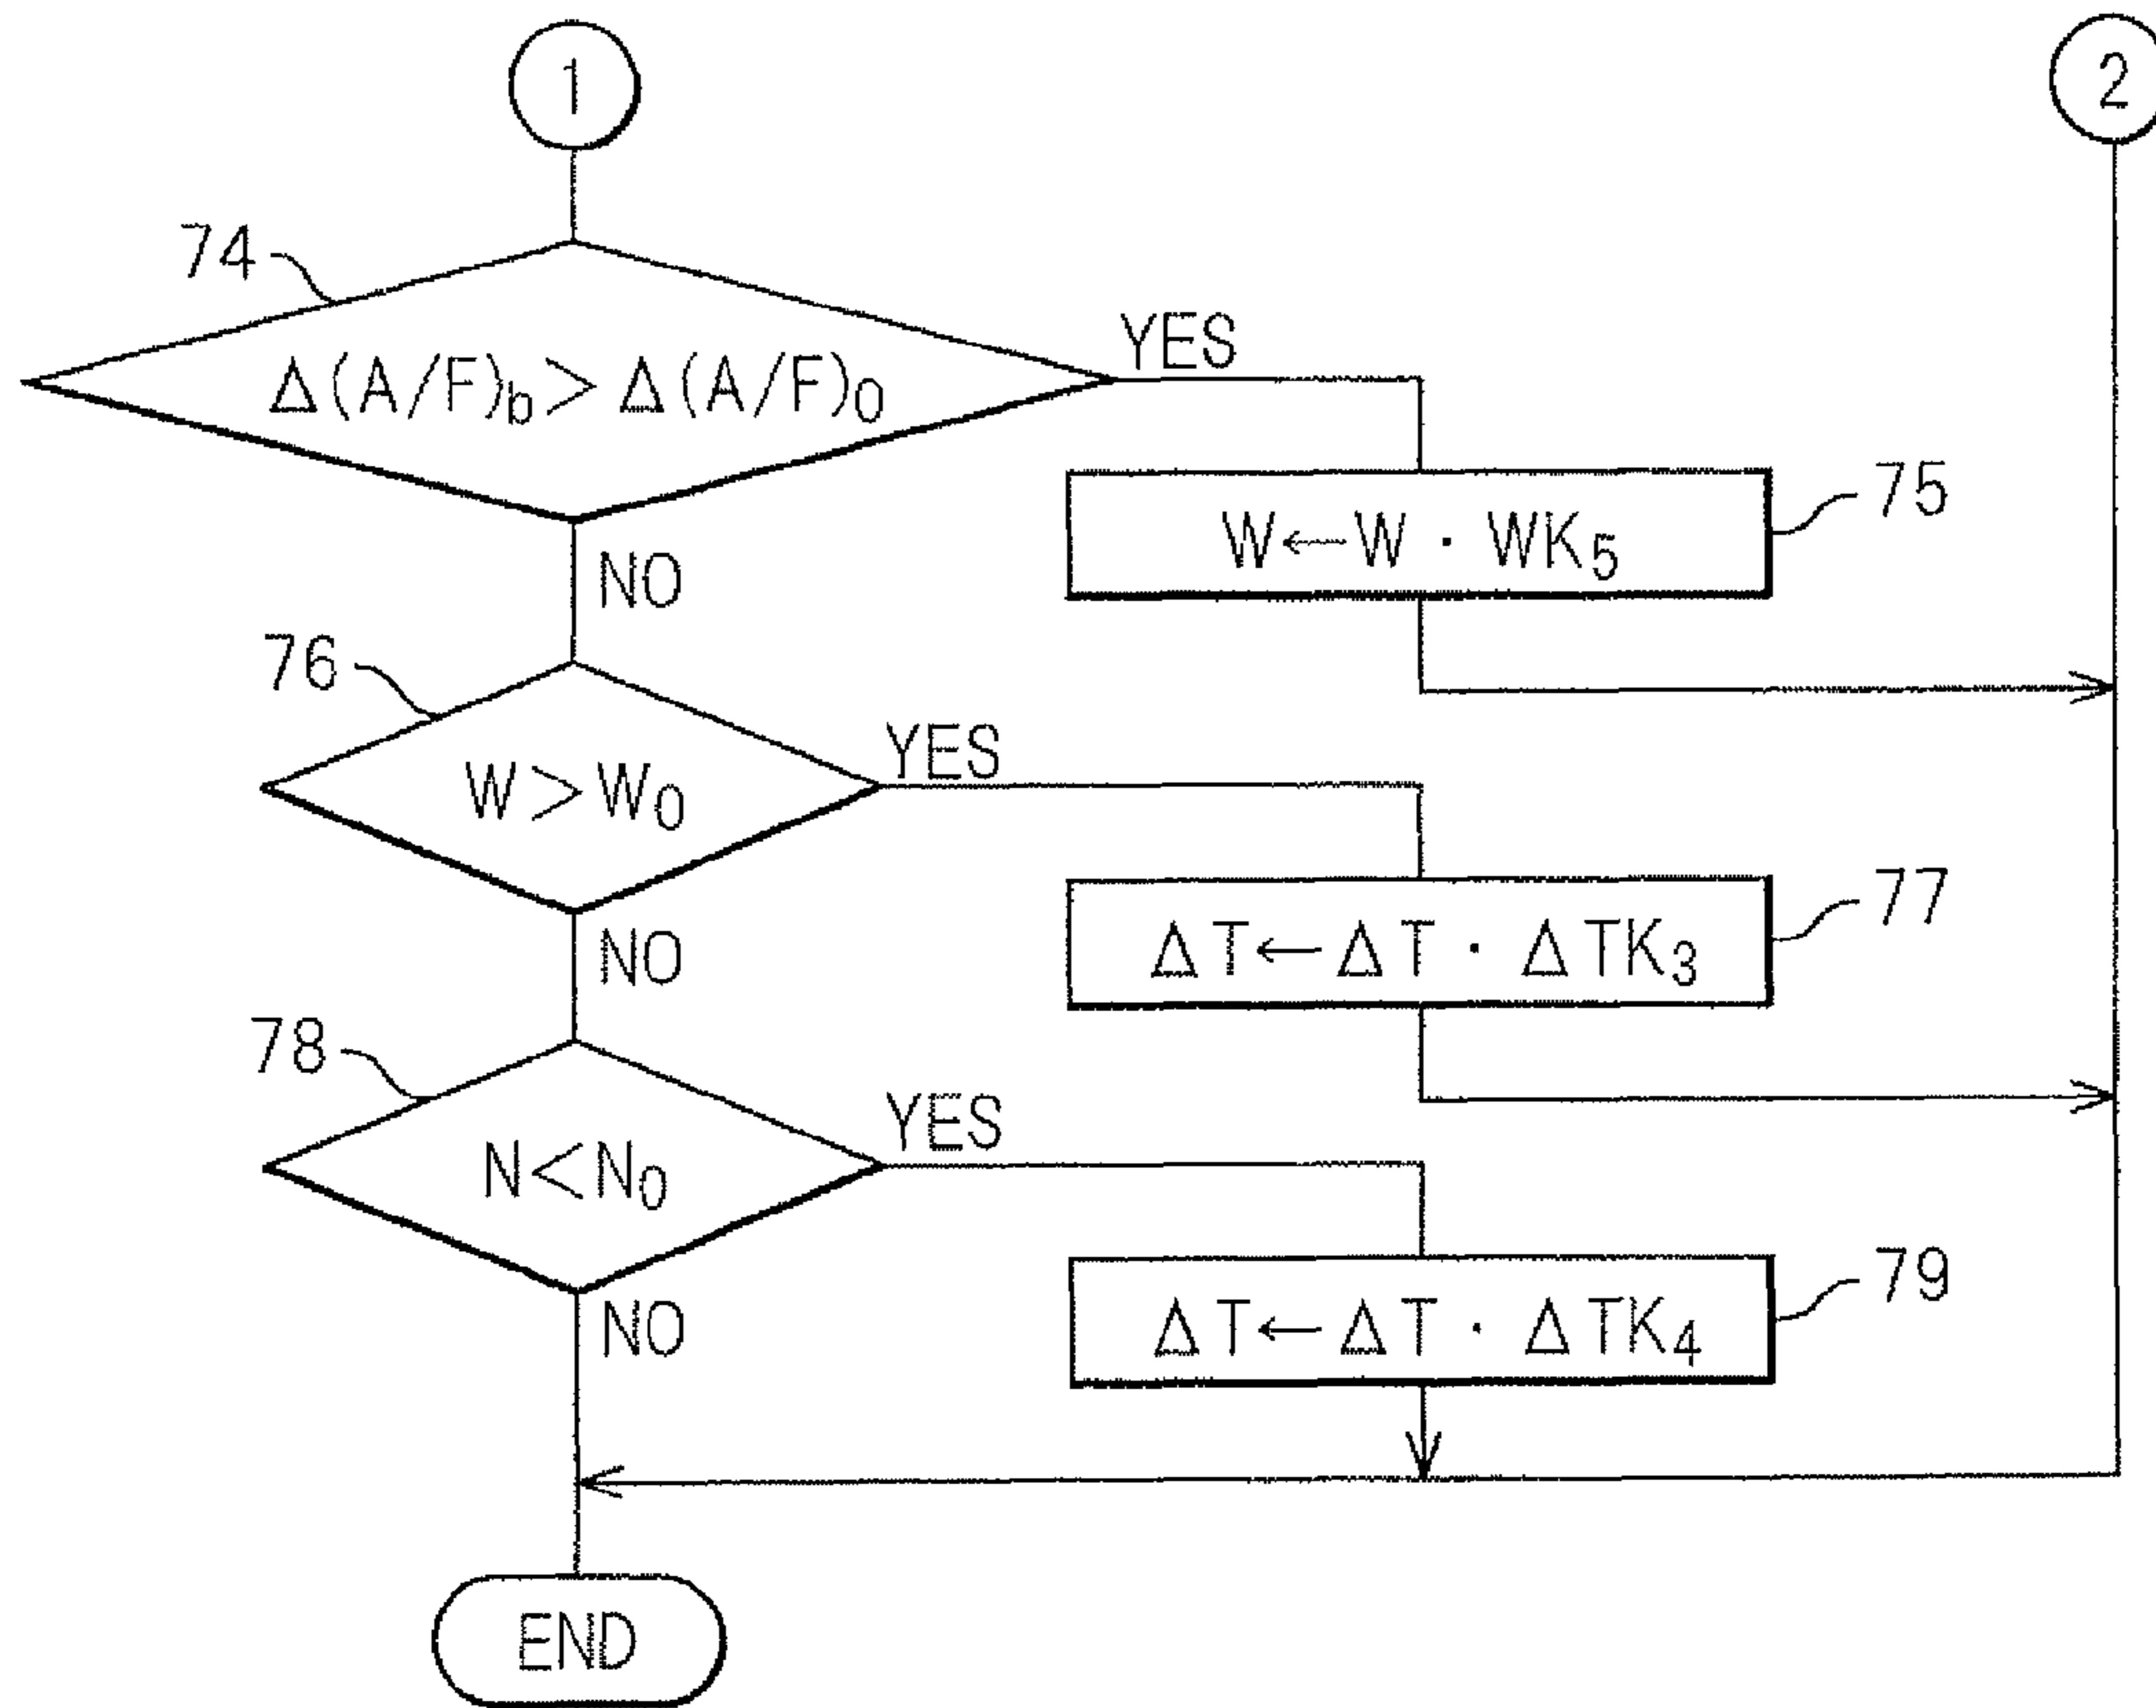 1
2
74
Δ(A/F)b>Δ(A/F)0
YES
75
W←W・WK5
NO
76
W>W0
YES
77
ΔT←ΔT・ΔTK3
NO
78
N<N0
YES
79
ΔT←ΔT・ΔTK4
NO
END